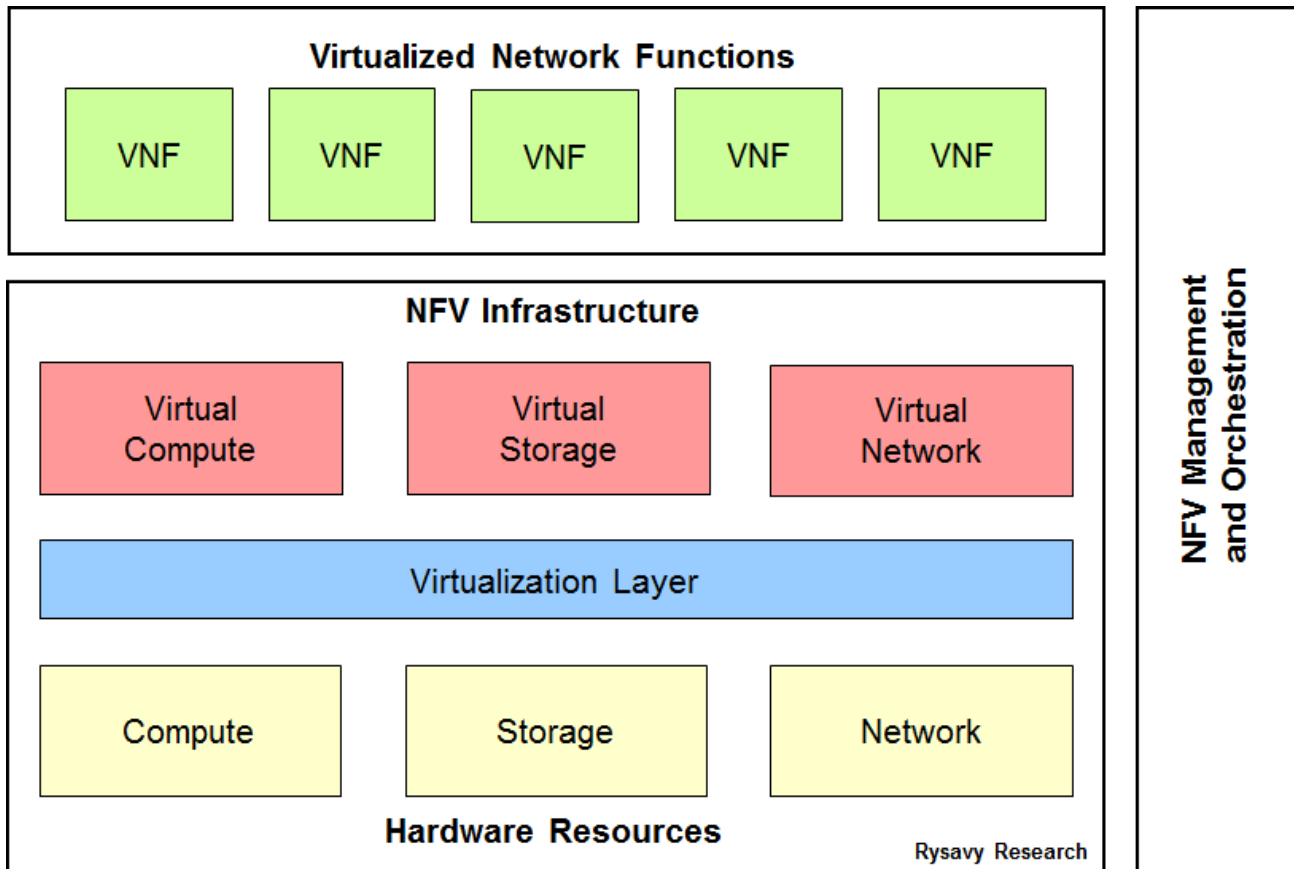 Virtualized Network Functions
VNF
VNF
VNF
VNF
VNF
NFV Infrastructure
Virtual
Compute
Virtual
Storage
Virtual
Network
Virtualization Layer
Compute
Storage
Network
Hardware Resources
Rysavy Research
NFV Management
and Orchestration